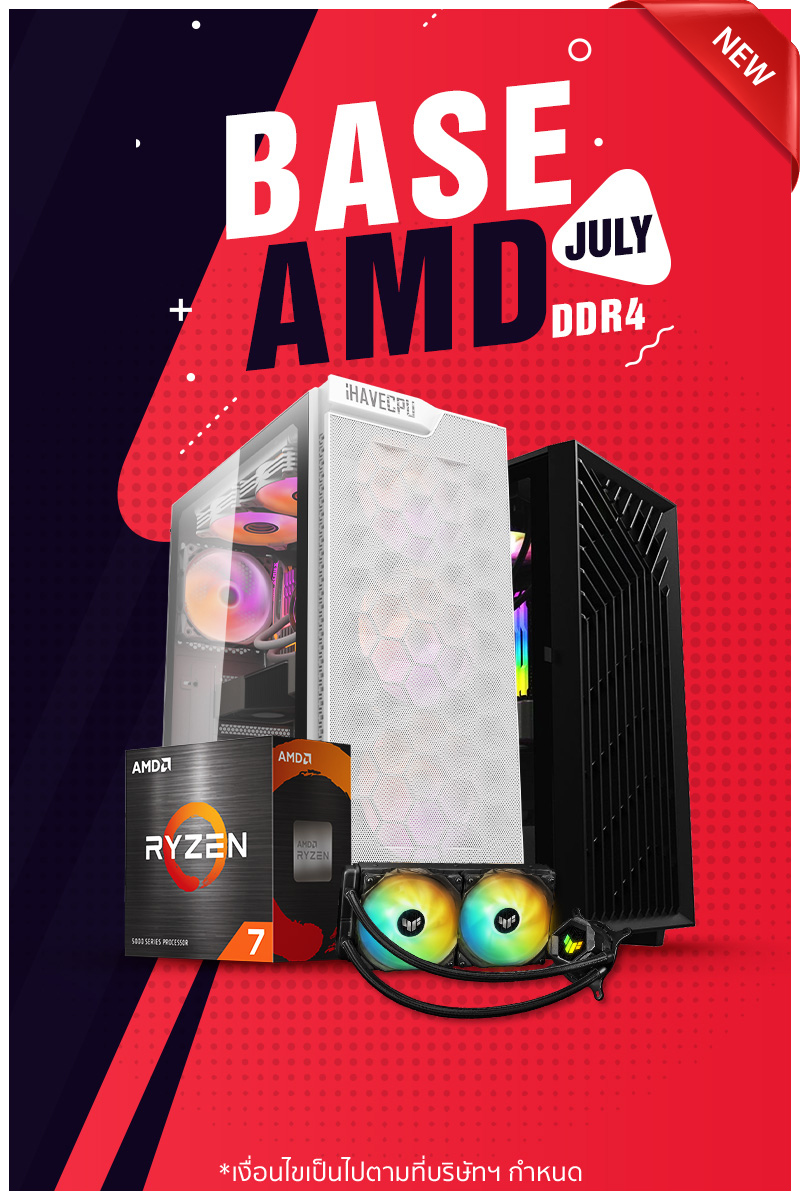 NEW
BASE
AMD
JULY
DDR4
iHAVECPU
AMD
AMD
RYZEN
AMD
RYZEN
5000 SERIES PROCESSOR
7
*เงื่อนไขเป็นไปตามที่บริษัทฯ กำหนด